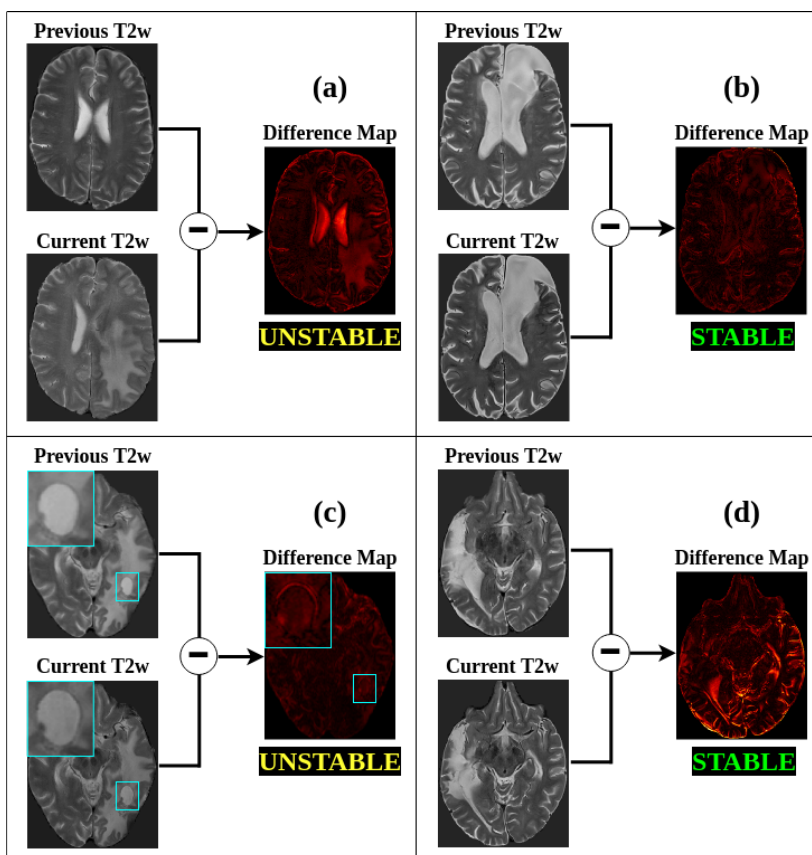 Previous T2w
(a)
Difference Map
Current T2w
UNSTABLE
Previous T2w
(b)
Difference Map
Current T2w
STABLE
Previous T2w
(c)
Difference Map
Current T2w
UNSTABLE
Previous T2w
(d)
Difference Map
Current T2w
STABLE